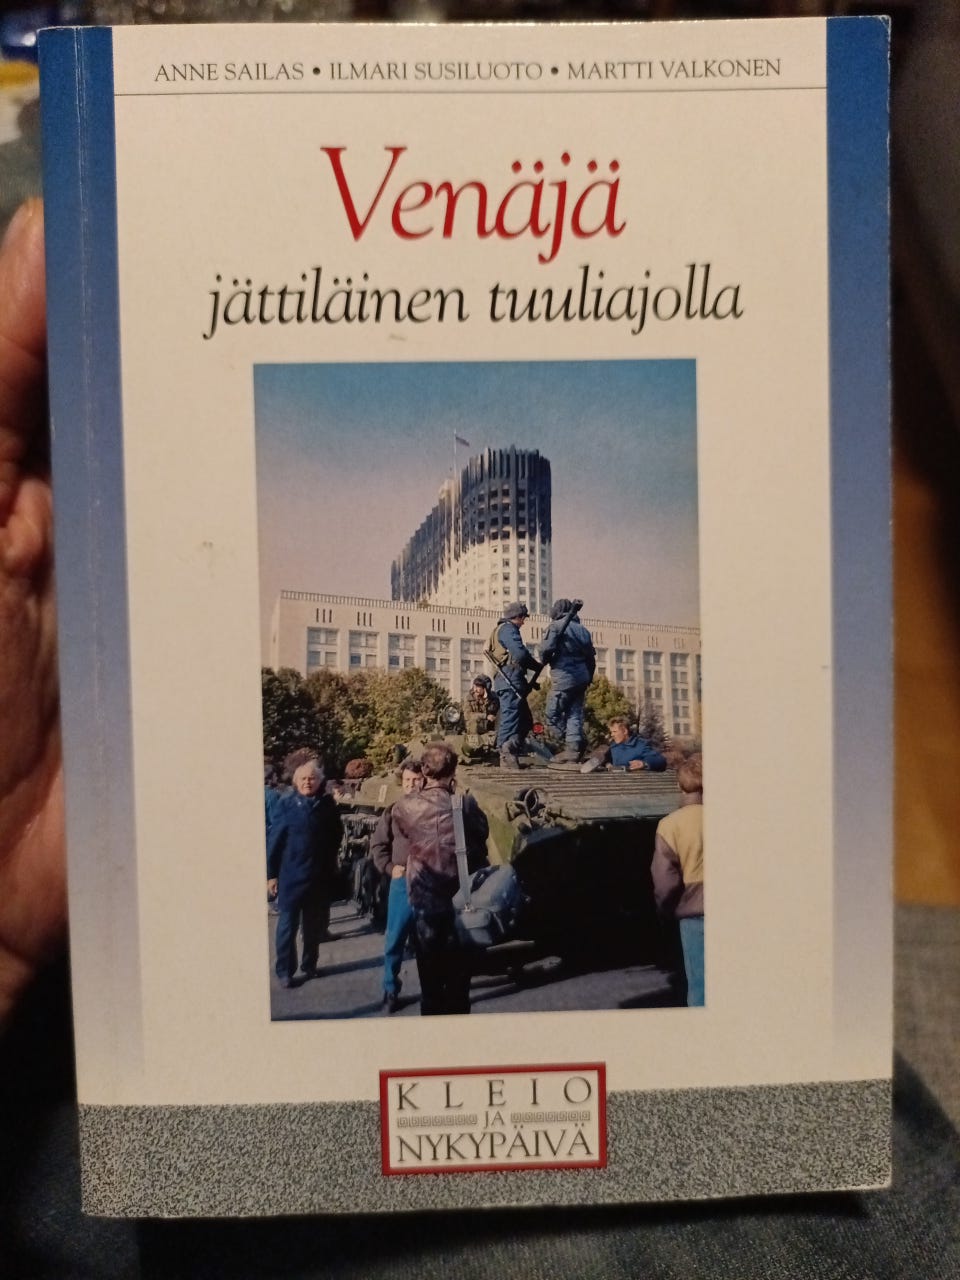 ANNE SAILAS • ILMARI SUSILUOTO • MARTTI VALKONEN
Venäjä
jättiläinen tuuliajolla
KLEIO
JA
NYKYPÄIVÄ